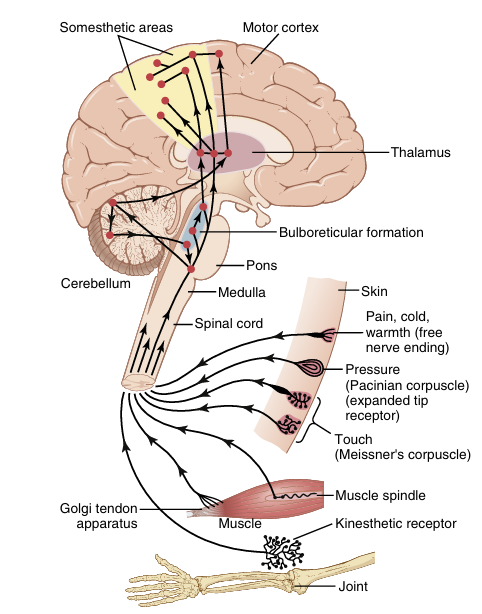 Somesthetic areas
Motor cortex
Thalamus
Bulboreticular formation
Pons
Cerebellum
Medulla
Skin
Spinal cord
Pain, cold,
warmth (free
nerve ending)
Pressure
(Pacinian corpuscle)
(expanded tip
receptor)
Touch
(Meissner's corpuscle)
Muscle spindle
Golgi tendon
apparatus
Muscle
Kinesthetic receptor
Joint